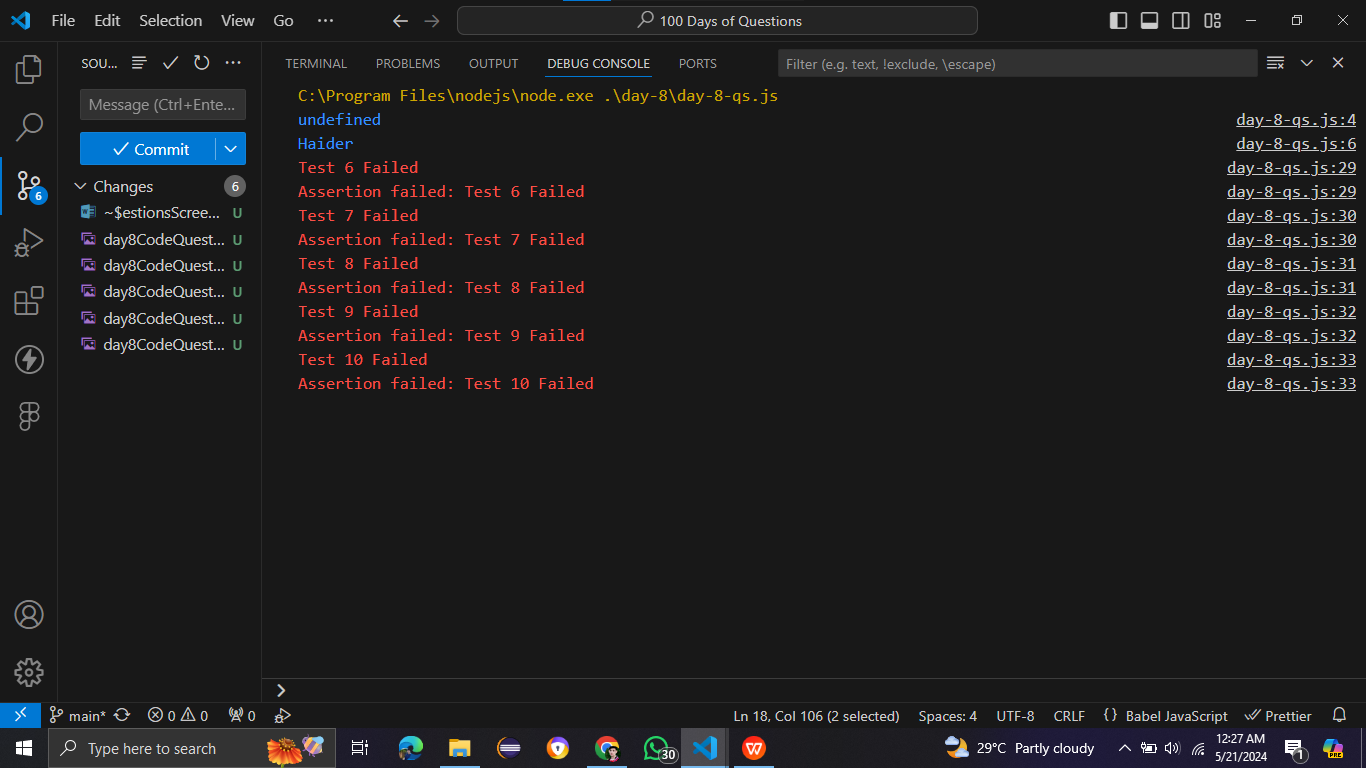 File Edit Selection View Go ···
100 Days of Questions
SOU...
TERMINAL PROBLEMS OUTPUT DEBUG CONSOLE PORTS
Filter (e.g. text, !exclude, \escape)
Message (Ctrl+Ente...
Commit
Changes 6
~$estionsScree... U
day8CodeQuest... U
day8CodeQuest... U
day8CodeQuest... U
day8CodeQuest... U
day8CodeQuest... U
6
C:\Program Files\nodejs\node.exe .\day-8\day-8-qs.js
undefined day-8-qs.js:4
Haider day-8-qs.js:6
Test 6 Failed day-8-qs.js:29
Assertion failed: Test 6 Failed day-8-qs.js:29
Test 7 Failed day-8-qs.js:30
Assertion failed: Test 7 Failed day-8-qs.js:30
Test 8 Failed day-8-qs.js:31
Assertion failed: Test 8 Failed day-8-qs.js:31
Test 9 Failed day-8-qs.js:32
Assertion failed: Test 9 Failed day-8-qs.js:32
Test 10 Failed day-8-qs.js:33
Assertion failed: Test 10 Failed day-8-qs.js:33
main* 0 0 0 Ln 18, Col 106 (2 selected) Spaces: 4 UTF-8 CRLF {} Babel JavaScript Prettier
Type here to search 30 29°C Partly cloudy 12:27 AM
5/21/2024 1 PRE